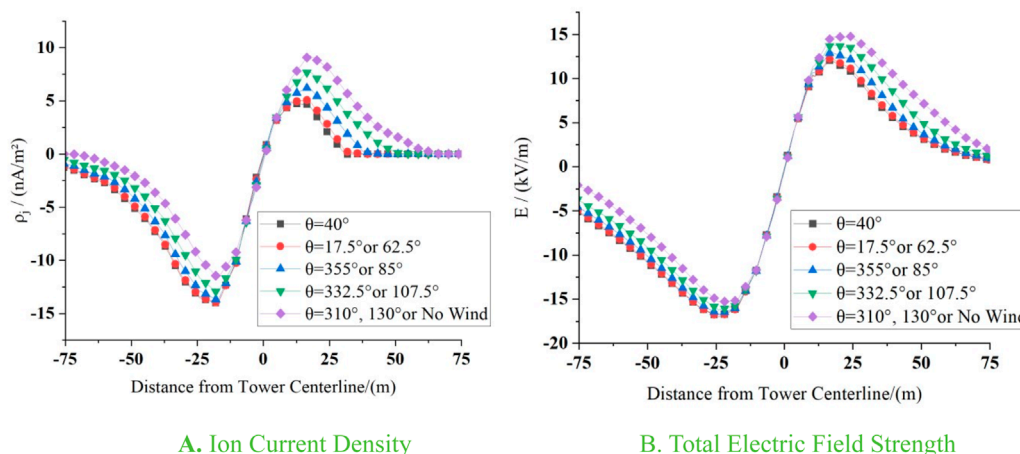 10
5
0
-5
-10
-15
ρj / (nA/m²)
θ=40°
θ=17.5°or 62.5°
θ=355°or 85°
θ=332.5°or 107.5°
θ=310°, 130°or No Wind
-75 -50 -25 0 25 50 75
Distance from Tower Centerline/(m)
A. Ion Current Density
15
10
5
0
-5
-10
-15
-20
E / (kV/m)
θ=40°
θ=17.5°or 62.5°
θ=355°or 85°
θ=332.5°or 107.5°
θ=310°, 130°or No Wind
-75 -50 -25 0 25 50 75
Distance from Tower Centerline/(m)
B. Total Electric Field Strength